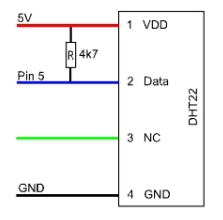 5V
1 VDD
R 4k7
Pin 5
2 Data
DHT22
3 NC
GND
4 GND